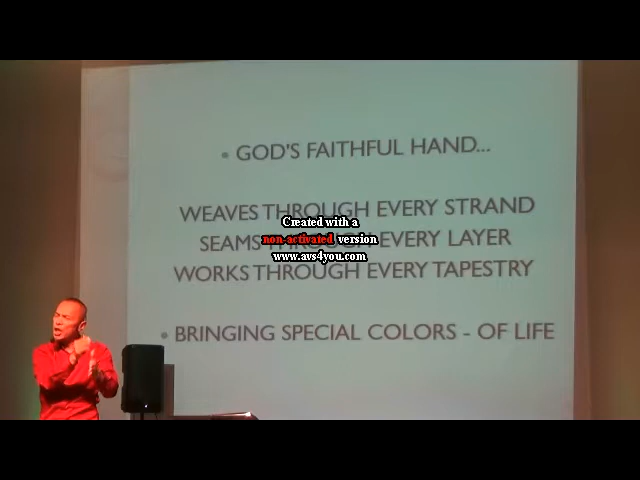 • GOD'S FAITHFUL HAND...
WEAVES THROUGH EVERY STRAND
SEAMS THROUGH EVERY LAYER
WORKS THROUGH EVERY TAPESTRY
• BRINGING SPECIAL COLORS - OF LIFE
Created with a
non-activated version
www.avs4you.com